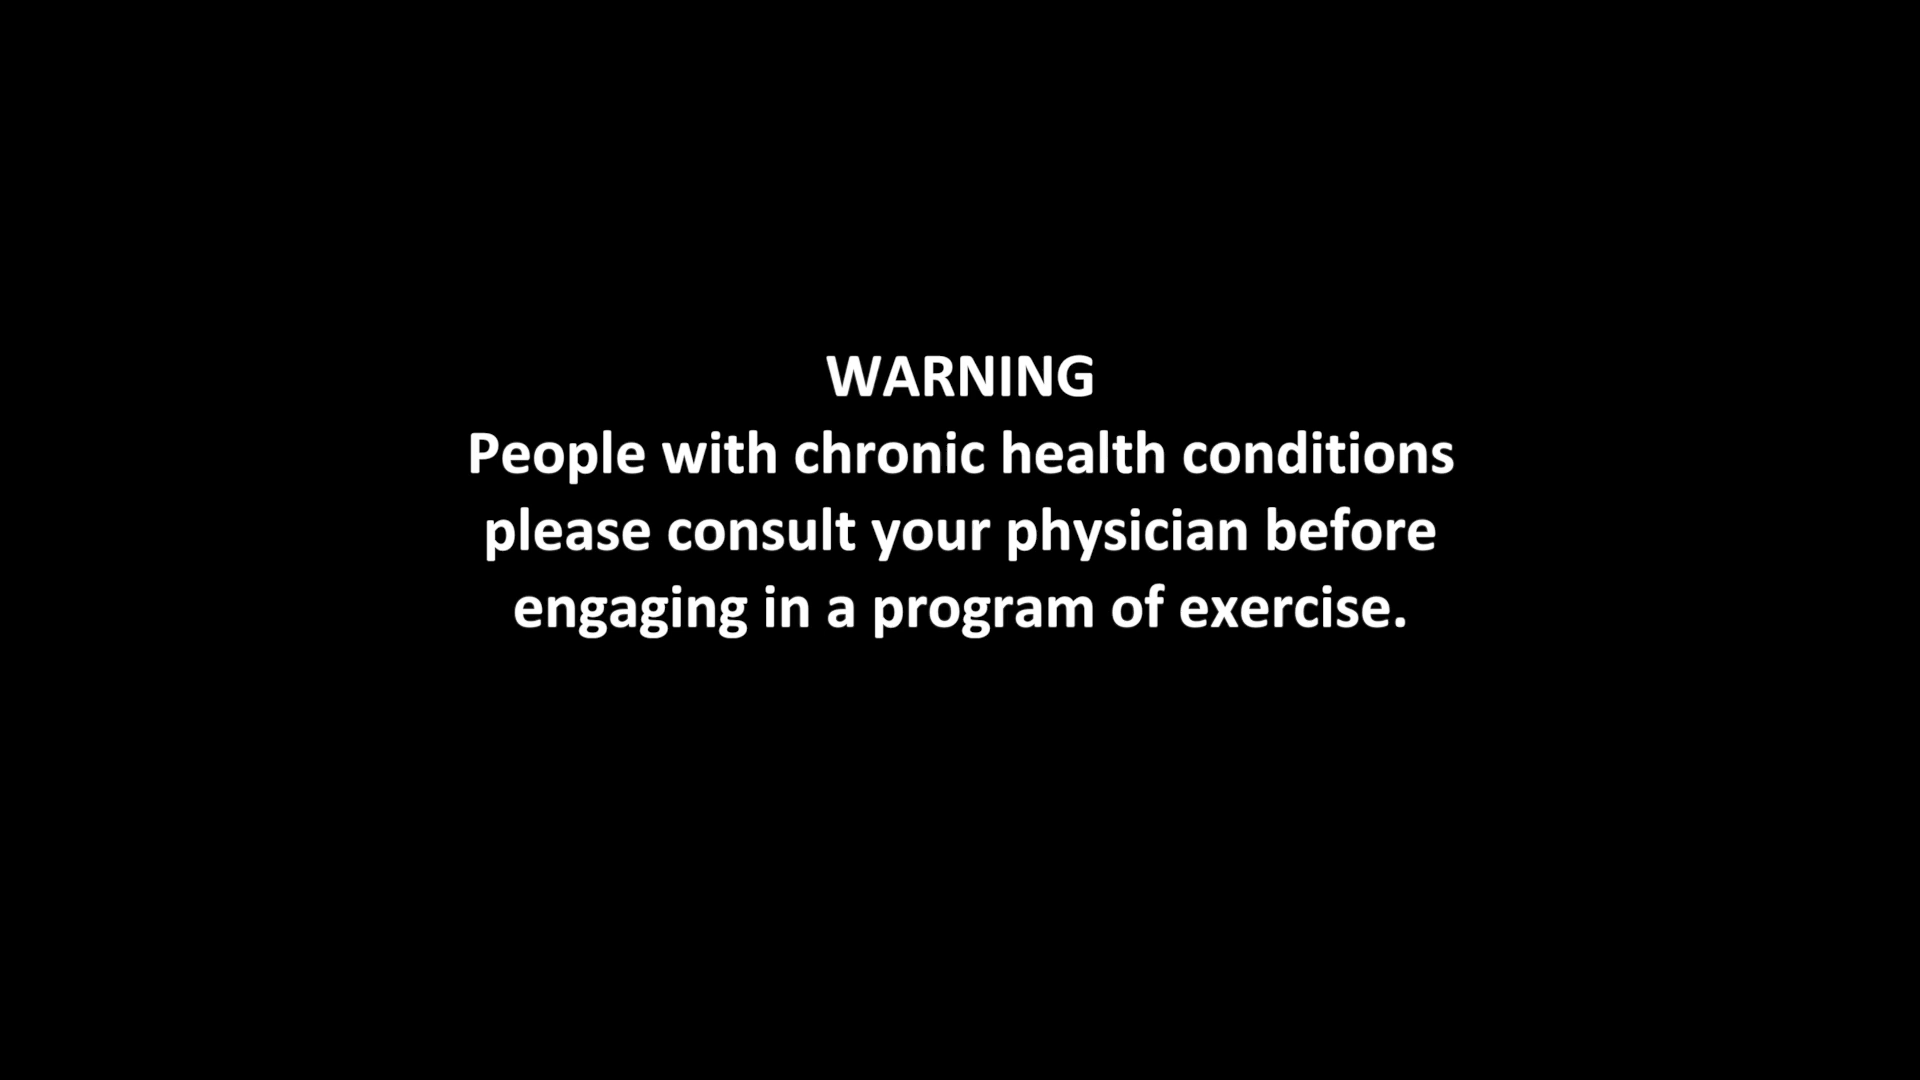 WARNING
People with chronic health conditions
please consult your physician before
engaging in a program of exercise.